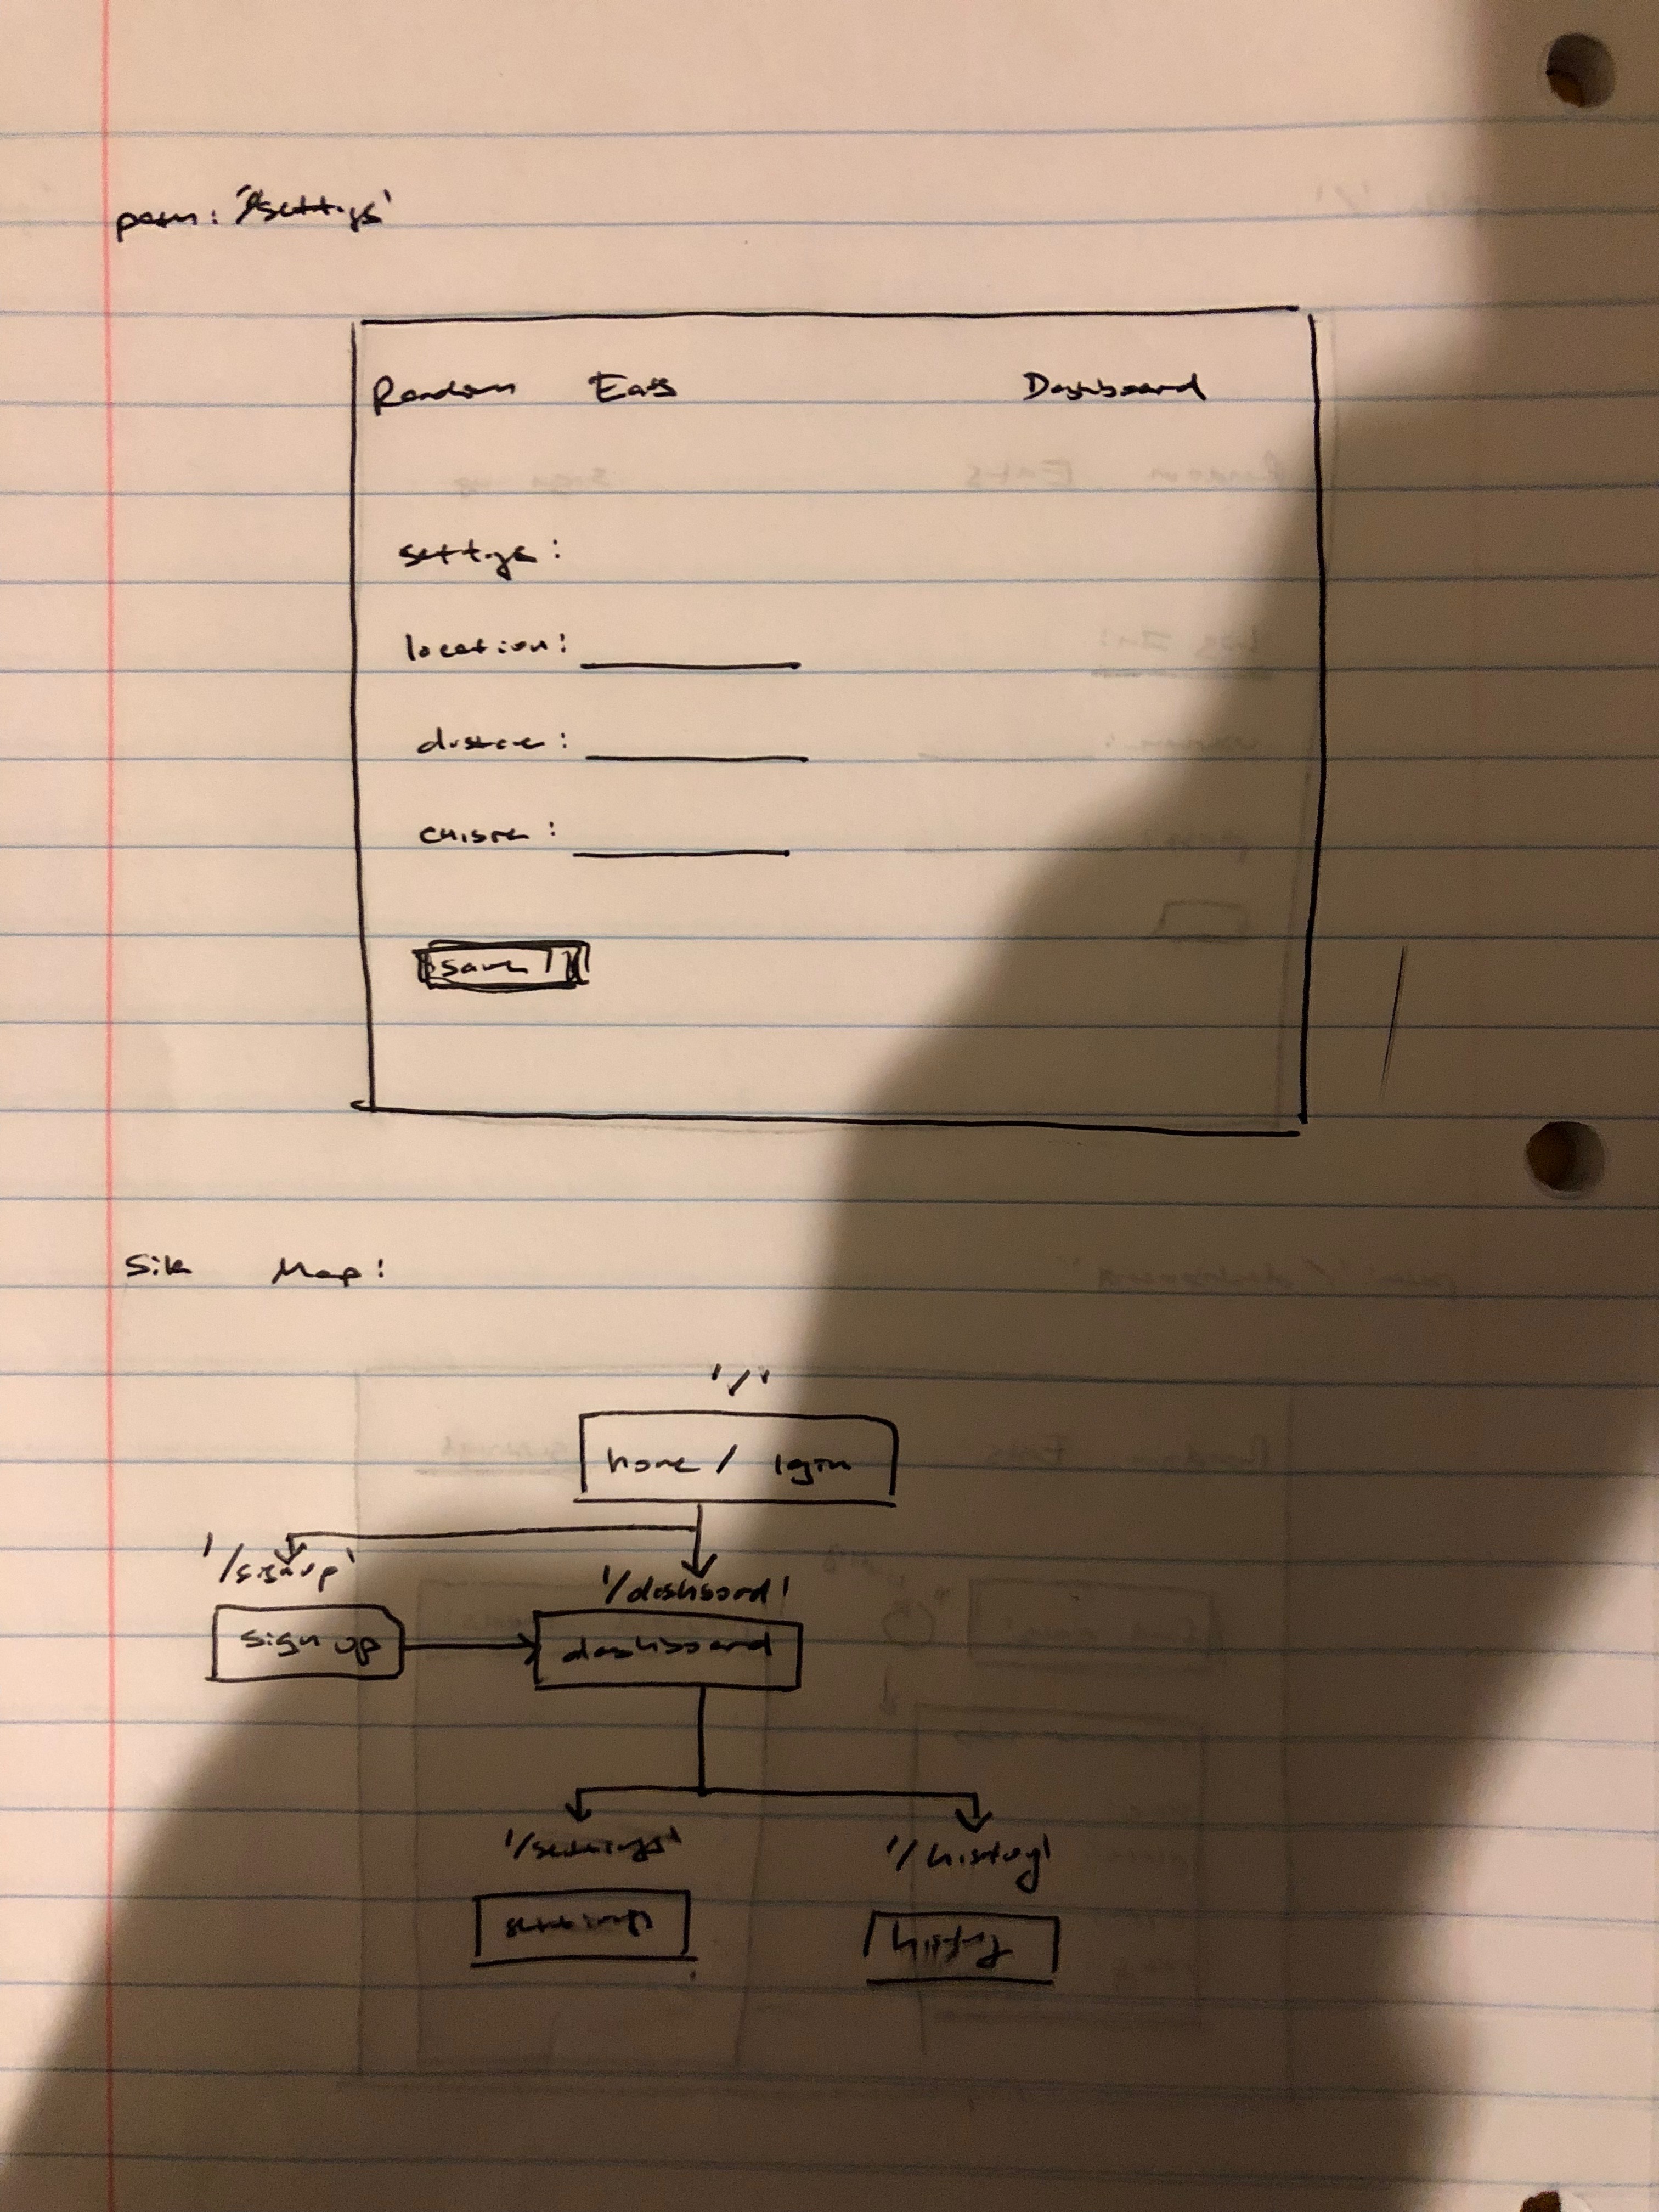 path: '/settings'
Random Eats Dashboard
settings:
location:
distance:
cuisine:
save
Site Map:
'/'
home / login
'/signup'
'/dashboard'
sign up
dashboard
'/settings'
'/history'
settings
history